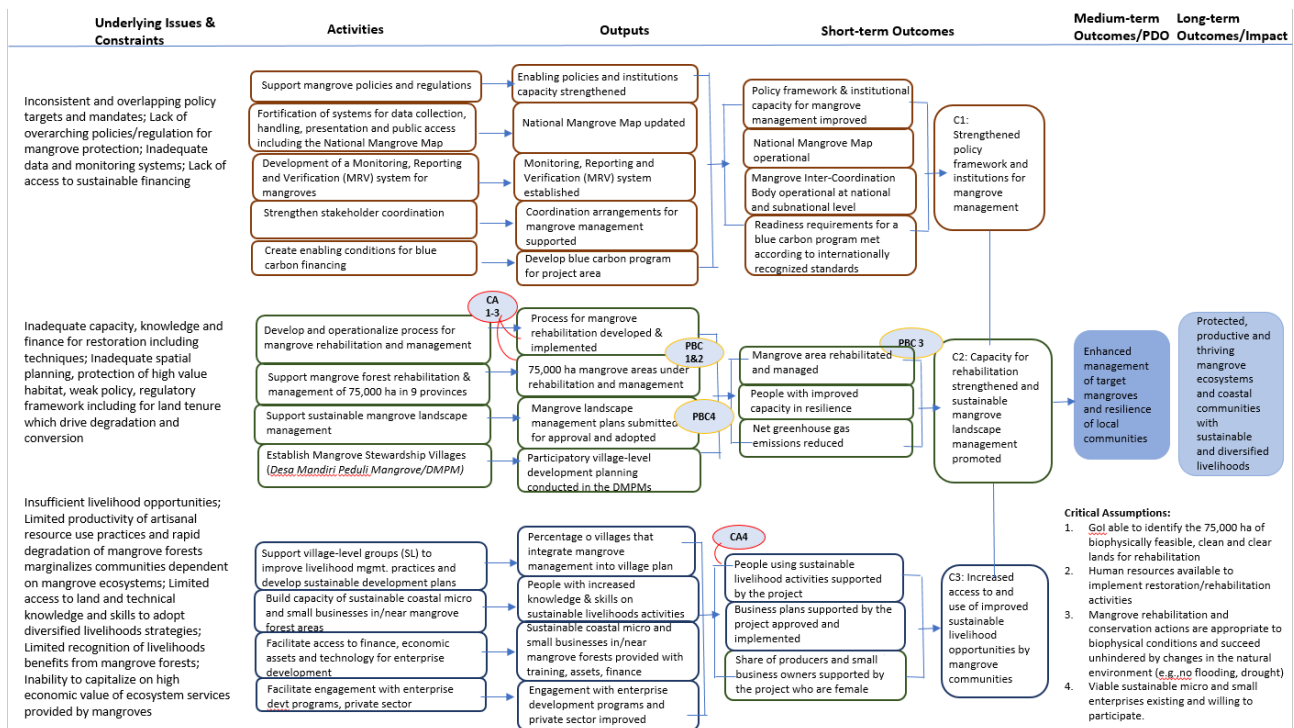 Underlying Issues &
Constraints
Activities
Outputs
Short-term Outcomes
Medium-term
Outcomes/PDO
Long-term
Outcomes/Impact
Inconsistent and overlapping policy
targets and mandates; Lack of
overarching policies/regulation for
mangrove protection; Inadequate
data and monitoring systems; Lack of
access to sustainable financing
Support mangrove policies and regulations
Fortification of systems for data collection,
handling, presentation and public access
including the National Mangrove Map
Development of a Monitoring, Reporting
and Verification (MRV) system for
mangroves
Strengthen stakeholder coordination
Create enabling conditions for blue
carbon financing
Enabling policies and institutions
capacity strengthened
National Mangrove Map updated
Monitoring, Reporting and
Verification (MRV) system
established
Coordination arrangements for
mangrove management
supported
Develop blue carbon program
for project area
Policy framework & institutional
capacity for mangrove
management improved
National Mangrove Map
operational
Mangrove Inter-Coordination
Body operational at national
and subnational level
Readiness requirements for a
blue carbon program met
according to internationally
recognized standards
C1:
Strengthened
policy
framework and
institutions for
mangrove
management
Inadequate capacity, knowledge and
finance for restoration including
techniques; Inadequate spatial
planning, protection of high value
habitat, weak policy, regulatory
framework including for land tenure
which drive degradation and
conversion
CA
1-3
Develop and operationalize process for
mangrove rehabilitation and management
Support mangrove forest rehabilitation &
management of 75,000 ha in 9 provinces
Support sustainable mangrove landscape
management
Establish Mangrove Stewardship Villages
(Desa Mandiri Peduli Mangrove/DMPM)
Process for mangrove
rehabilitation developed &
implemented
PBC
1&2
75,000 ha mangrove areas under
rehabilitation and management
Mangrove landscape
management plans submitted
for approval and adopted
PBC4
Participatory village-level
development planning
conducted in the DMPMs
PBC 3
Mangrove area rehabilitated
and managed
People with improved
capacity in resilience
Net greenhouse gas
emissions reduced
C2: Capacity for
rehabilitation
strengthened and
sustainable
mangrove
landscape
management
promoted
Enhanced
management
of target
mangroves
and resilience
of local
communities
Protected,
productive and
thriving
mangrove
ecosystems
and coastal
communities
with
sustainable
and diversified
livelihoods
Insufficient livelihood opportunities;
Limited productivity of artisanal
resource use practices and rapid
degradation of mangrove forests
marginalizes communities dependent
on mangrove ecosystems; Limited
access to land and technical
knowledge and skills to adopt
diversified livelihoods strategies;
Limited recognition of livelihoods
benefits from mangrove forests;
Inability to capitalize on high
economic value of ecosystem services
provided by mangroves
Support village-level groups (SL) to
improve livelihood mgmt. practices and
develop sustainable development plans
Build capacity of sustainable coastal micro
and small businesses in/near mangrove
forest areas
Facilitate access to finance, economic
assets and technology for enterprise
development
Facilitate engagement with enterprise
devt programs, private sector
Percentage o villages that
integrate mangrove
management into village plan
People with increased
knowledge & skills on
sustainable livelihoods activities
Sustainable coastal micro and
small businesses in/near
mangrove forests provided with
training, assets, finance
Engagement with enterprise
development programs and
private sector improved
CA4
People using sustainable
livelihood activities supported
by the project
Business plans supported by the
project approved and
implemented
Share of producers and small
business owners supported by
the project who are female
C3: Increased
access to and
use of improved
sustainable
livelihood
opportunities by
mangrove
communities
Critical Assumptions:
1. GoI able to identify the 75,000 ha of
biophysically feasible, clean and clear
lands for rehabilitation
2. Human resources available to
implement restoration/rehabilitation
activities
3. Mangrove rehabilitation and
conservation actions are appropriate to
biophysical conditions and succeed
unhindered by changes in the natural
environment (e.g.,no flooding, drought)
4. Viable sustainable micro and small
enterprises existing and willing to
participate.